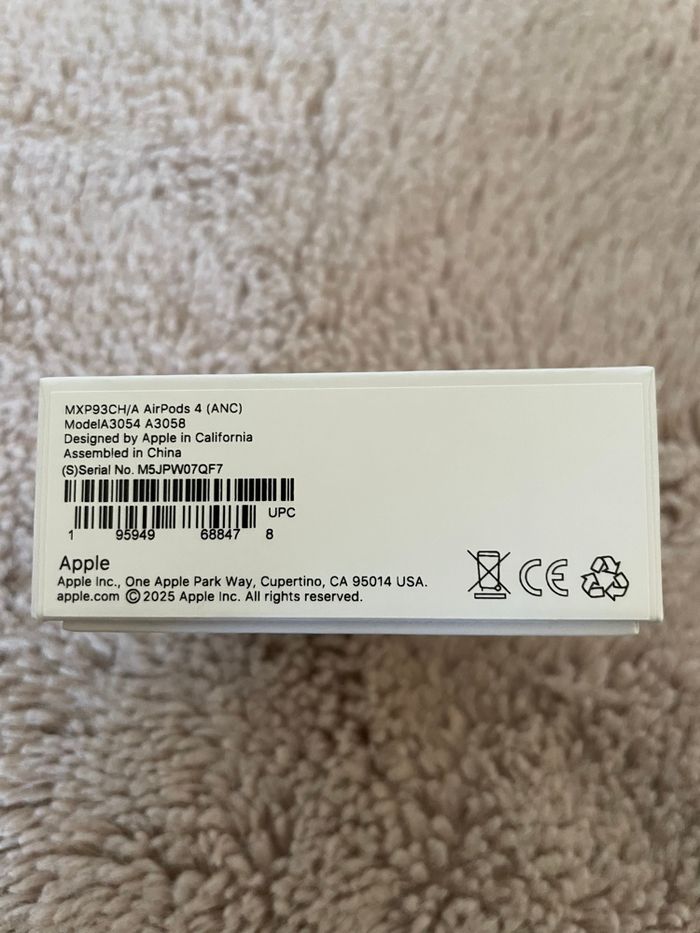 MXP93CH/A AirPods 4 (ANC)
ModelA3054 A3058
Designed by Apple in California
Assembled in China
(S)Serial No. M5JPW07QF7
UPC
1 95949 68847 8
Apple
Apple Inc., One Apple Park Way, Cupertino, CA 95014 USA.
apple.com ©2025 Apple Inc. All rights reserved.
CE